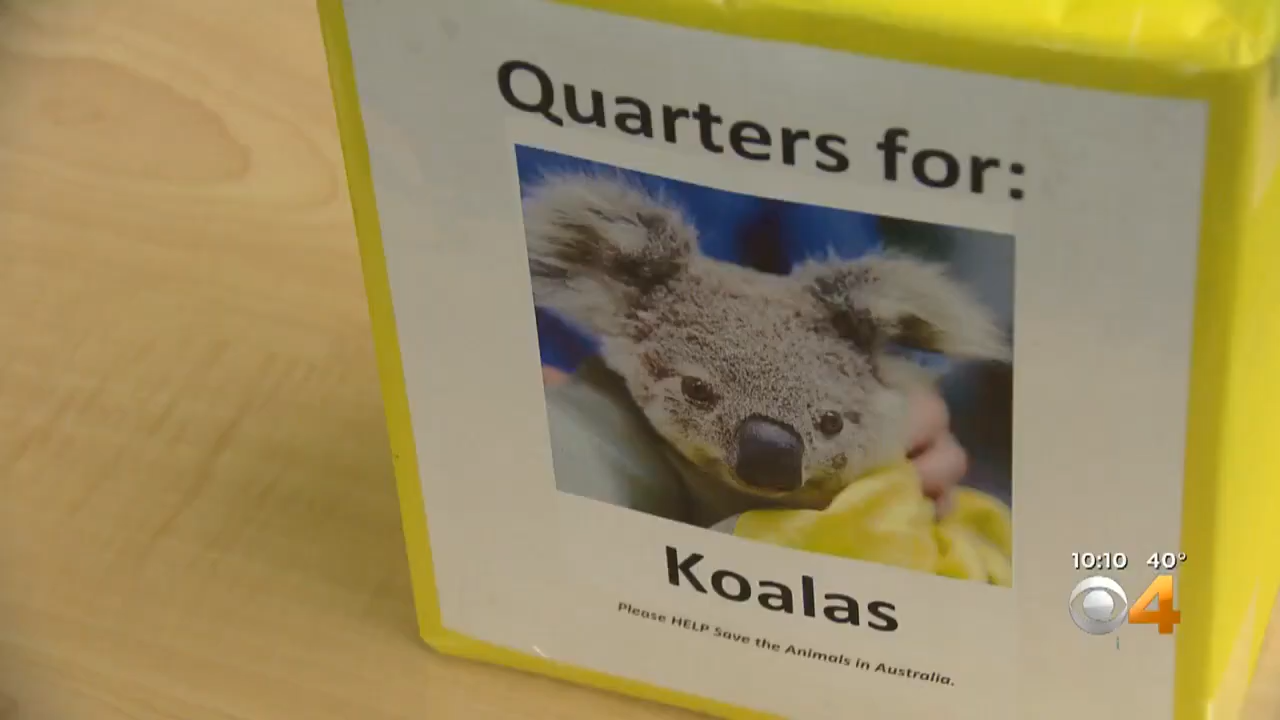 Quarters for:
Koalas
Please HELP Save the Animals in Australia.
10:10 40°
4